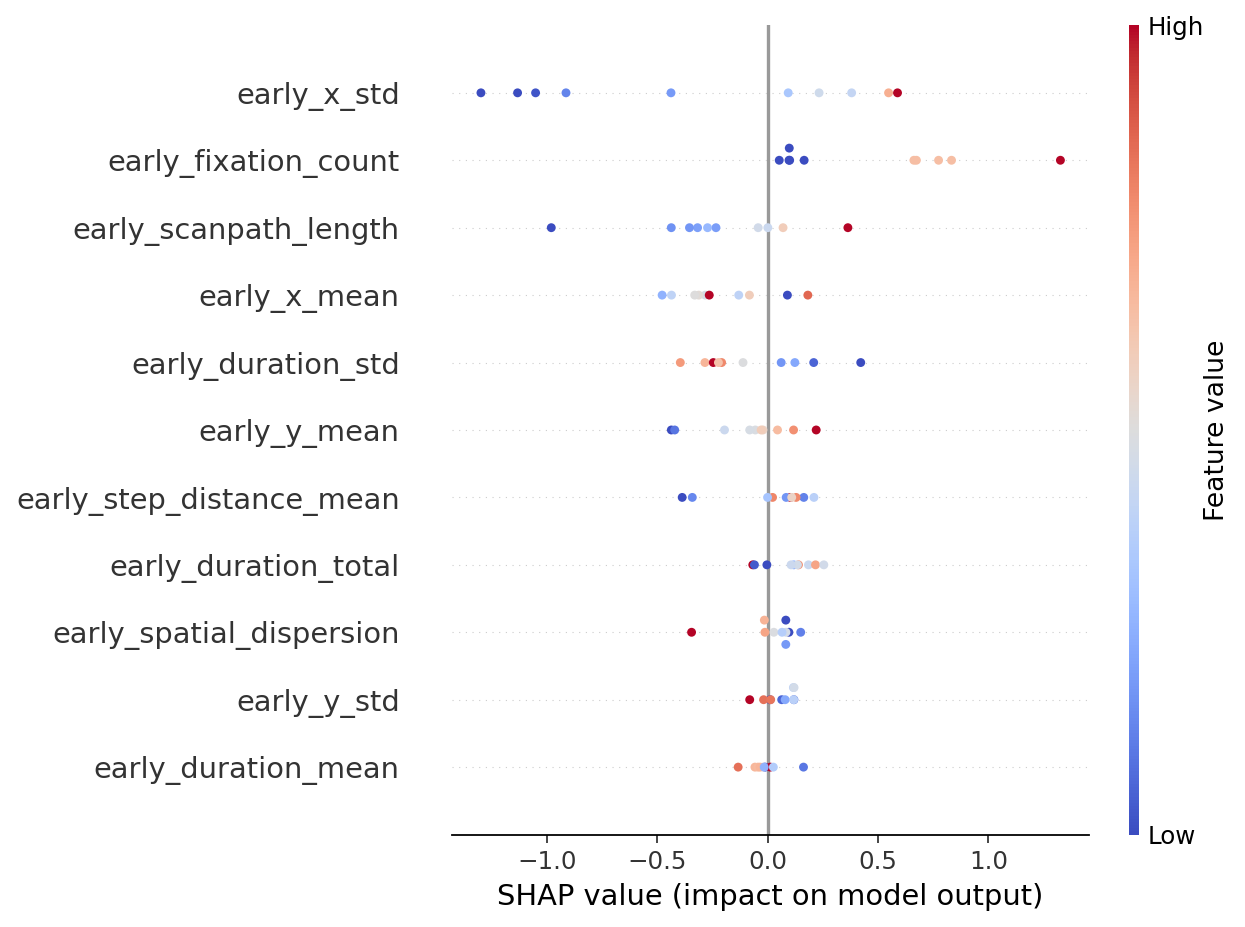 High
early_x_std
early_fixation_count
early_scanpath_length
early_x_mean
early_duration_std
early_y_mean
early_step_distance_mean
early_duration_total
early_spatial_dispersion
early_y_std
early_duration_mean
Feature value
Low
−1.0 −0.5 0.0 0.5 1.0
SHAP value (impact on model output)